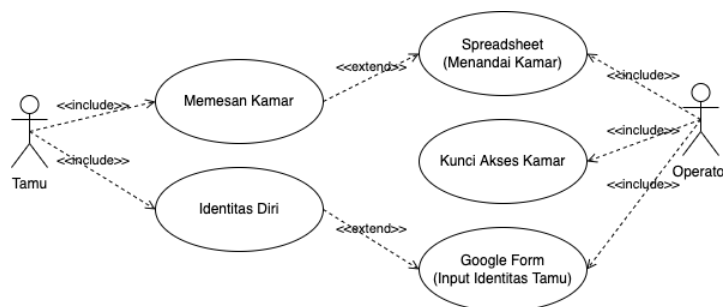 Spreadsheet
(Menandai Kamar)
<<extend>>
<<include>>
Memesan Kamar
<<include>>
Tamu
<<include>>
Kunci Akses Kamar
<<include>>
Operato
<<include>>
Identitas Diri
<<extend>>
Google Form
(Input Identitas Tamu)